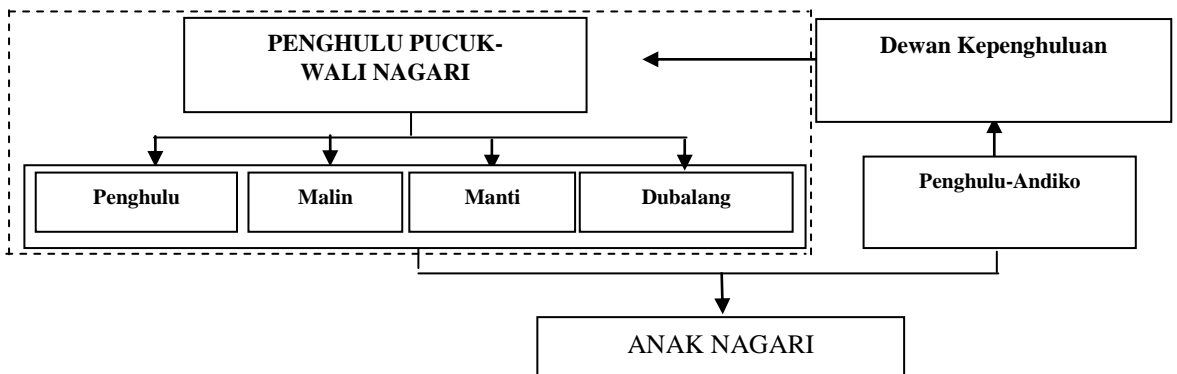 PENGHULU PUCUK-
WALI NAGARI
Dewan Kepenghuluan
Penghulu
Malin
Manti
Dubalang
Penghulu-Andiko
ANAK NAGARI